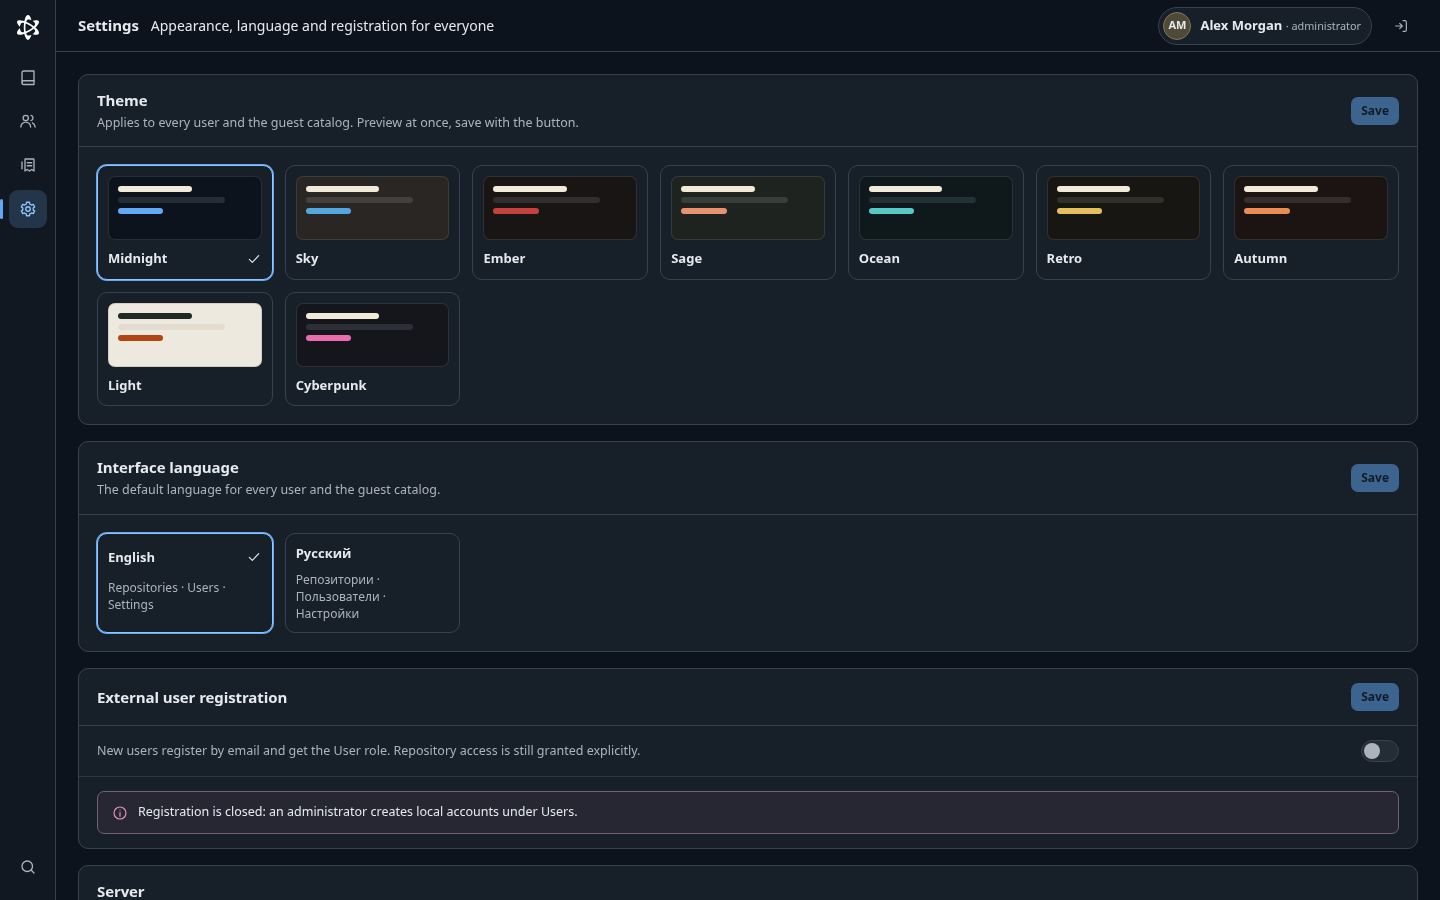 Settings Appearance, language and registration for everyone
AM Alex Morgan · administrator
Theme
Applies to every user and the guest catalog. Preview at once, save with the button.
Save
Midnight
Sky
Ember
Sage
Ocean
Retro
Autumn
Light
Cyberpunk
Interface language
The default language for every user and the guest catalog.
Save
English
Repositories · Users ·
Settings
Русский
Репозитории ·
Пользователи ·
Настройки
External user registration
Save
New users register by email and get the User role. Repository access is still granted explicitly.
Registration is closed: an administrator creates local accounts under Users.
Server